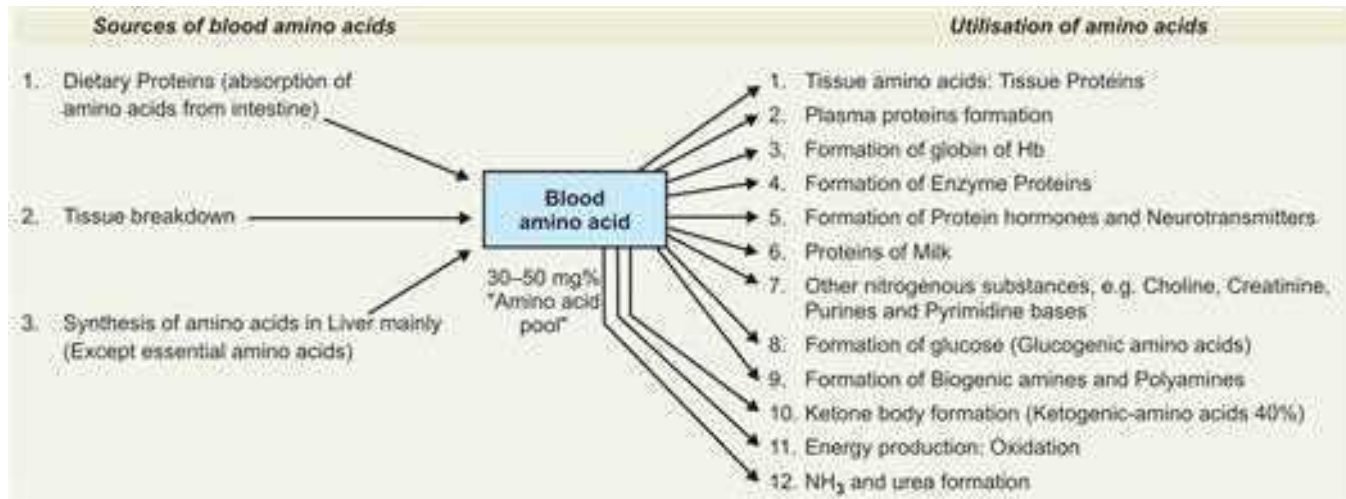 Sources of blood amino acids
Utilisation of amino acids
1. Dietary Proteins (absorption of
amino acids from intestine)
2. Tissue breakdown
3. Synthesis of amino acids in Liver mainly
(Except essential amino acids)
Blood
amino acid
30–50 mg%
"Amino acid
pool"
1. Tissue amino acids: Tissue Proteins
2. Plasma proteins formation
3. Formation of globin of Hb
4. Formation of Enzyme Proteins
5. Formation of Protein hormones and Neurotransmitters
6. Proteins of Milk
7. Other nitrogenous substances, e.g. Choline, Creatinine,
Purines and Pyrimidine bases
8. Formation of glucose (Glucogenic amino acids)
9. Formation of Biogenic amines and Polyamines
10. Ketone body formation (Ketogenic-amino acids 40%)
11. Energy production: Oxidation
12. NH₃ and urea formation